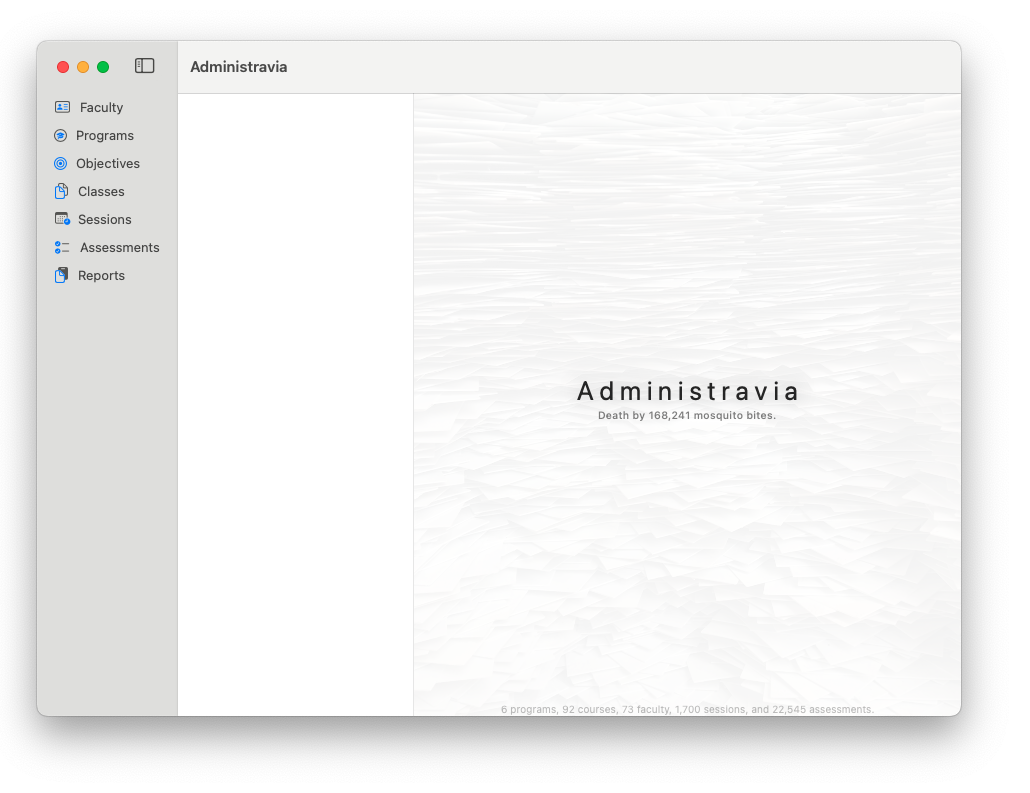 Administravia
Faculty
Programs
Objectives
Classes
Sessions
Assessments
Reports
Administravia
Death by 168,241 mosquito bites.
6 programs, 92 courses, 73 faculty, 1,700 sessions, and 22,545 assessments.